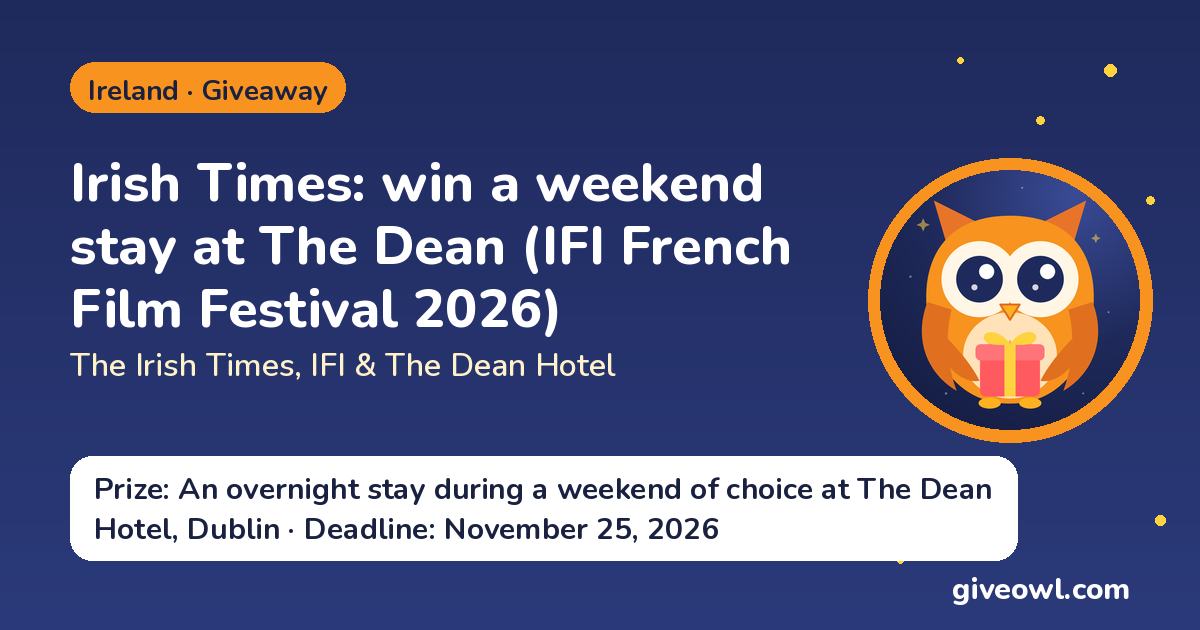 Ireland · Giveaway
Irish Times: win a weekend
stay at The Dean (IFI French
Film Festival 2026)
The Irish Times, IFI & The Dean Hotel
Prize: An overnight stay during a weekend of choice at The Dean
Hotel, Dublin · Deadline: November 25, 2026
giveowl.com